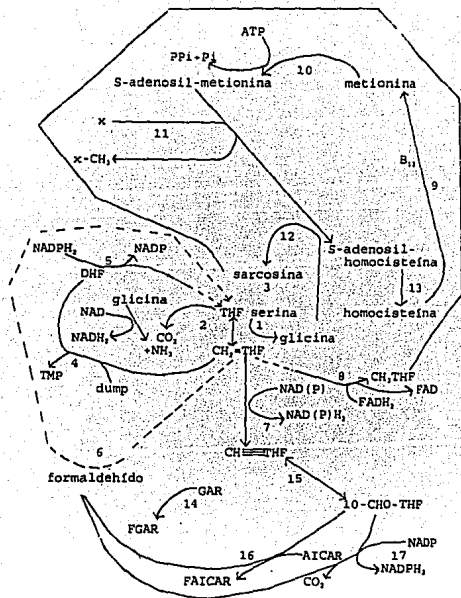 ATP
PPi+Pi
10
S-adenosil-metionina
metionina
x
11
x-CH₃
B₁₂
9
12
NADPH₂
NADP
5
DHF
sarcosina
3
S-adenosil-
homocisteína
13
glicina
NAD
NADH₂
2
THF
serina
1
glicina
homocisteína
CO₂
+NH₃
CH₂=THF
4
TMP
dump
8
CH₃THF
FAD
FADH₂
NAD(P)
NAD(P)H₂
7
6
formaldehído
CH≡THF
15
GAR
14
FGAR
10-CHO-THF
16
AICAR
17
NADP
FAICAR
CO₂
NADPH₂